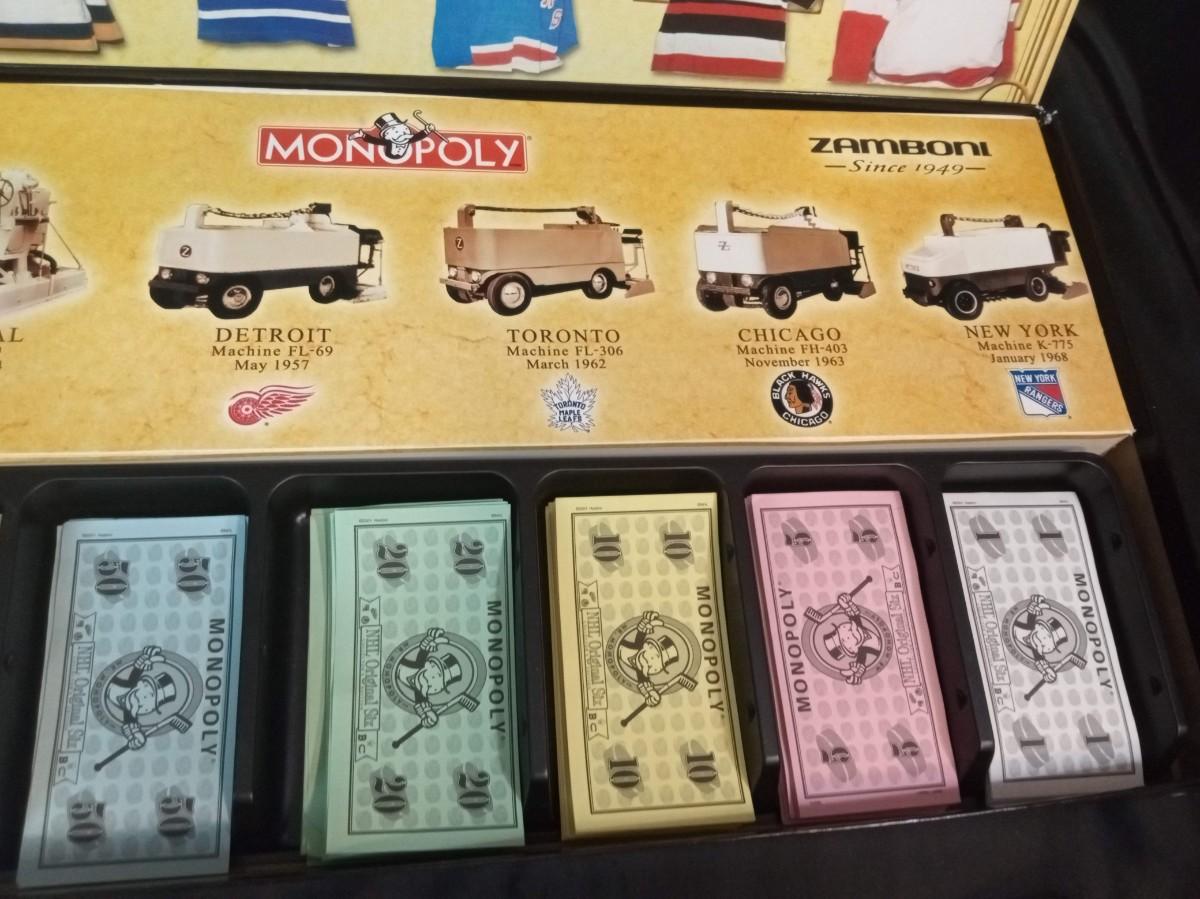 MONOPOLY
ZAMBONI
Since 1949
AL
DETROIT
Machine FL-69
May 1957
TORONTO
Machine FL-306
March 1962
CHICAGO
Machine FH-403
November 1963
NEW YORK
Machine K-775
January 1968
TORONTO
MAPLE
LEAFS
BLACK HAWKS
CHICAGO
NEW YORK
RANGERS
50 50
MONOPOLY
NHL Original Six
50 50
20 20
MONOPOLY
NHL Original Six
20 20
10 10
MONOPOLY
NHL Original Six
10 10
5 5
MONOPOLY
NHL Original Six
5 5
1 1
MONOPOLY
NHL Original Six
1 1